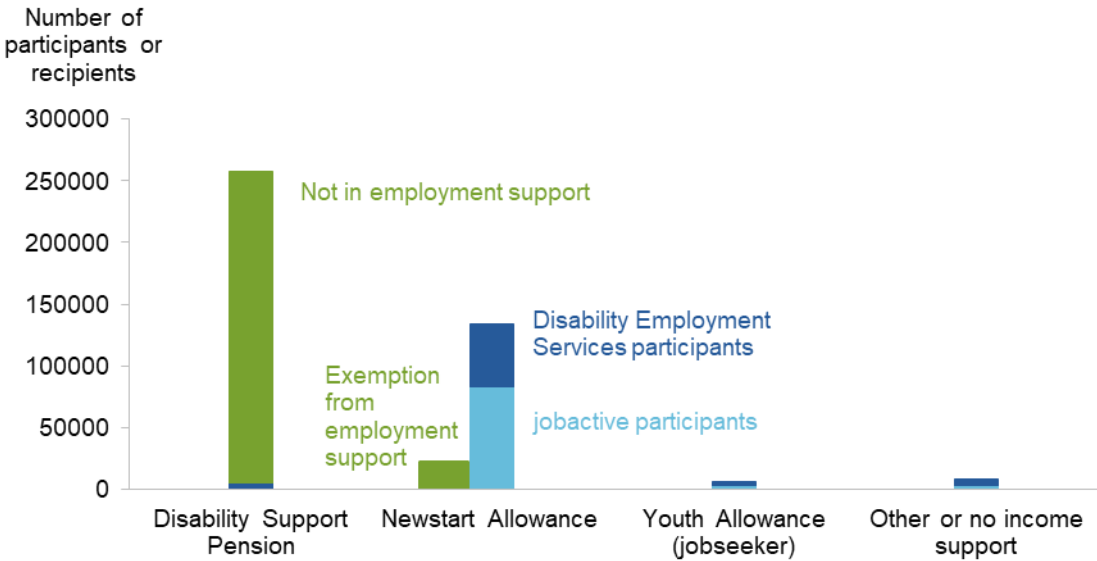 Number of
participants or
recipients
300000
250000
200000
150000
100000
50000
0
Not in employment support
Exemption
from
employment
support
Disability Employment
Services participants
jobactive participants
Disability Support
Pension
Newstart Allowance
Youth Allowance
(jobseeker)
Other or no income
support